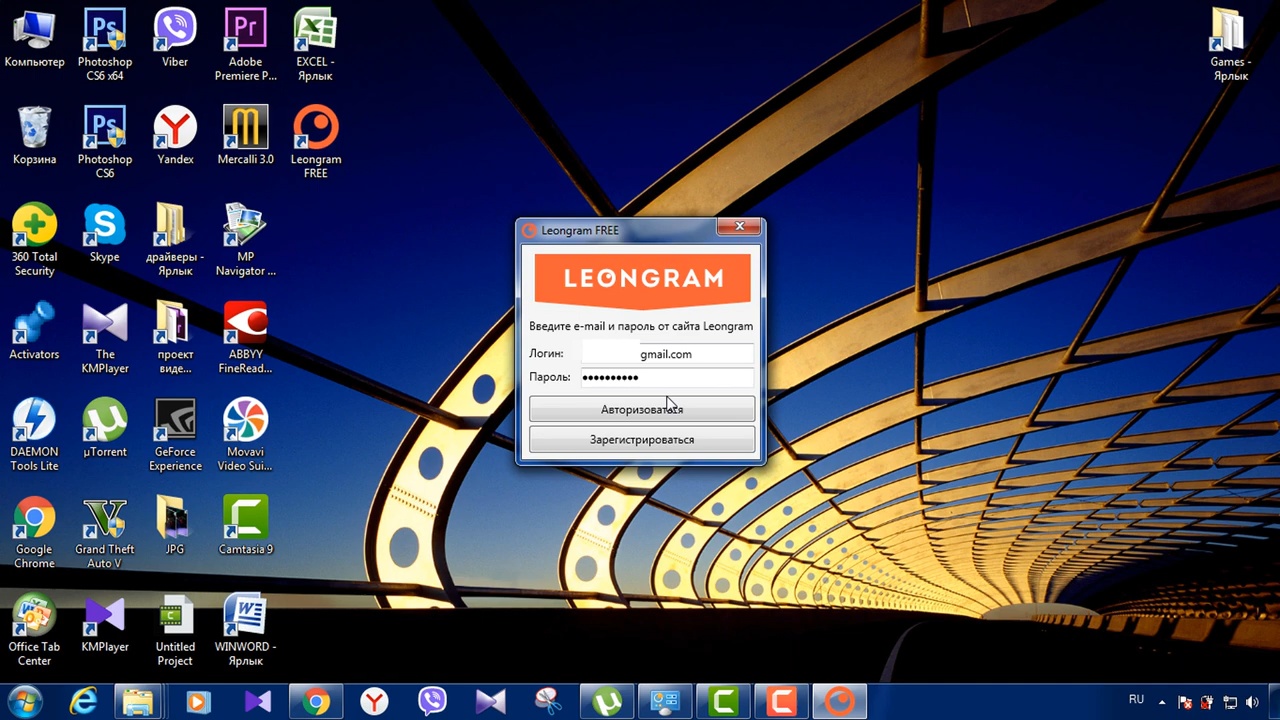 Компьютер
Photoshop
CS6 x64
Viber
Adobe
Premiere P...
EXCEL -
Ярлык
Games -
Ярлык
Корзина
Photoshop
CS6
Yandex
Mercalli 3.0
Leongram
FREE
360 Total
Security
Skype
драйверы -
Ярлык
MP
Navigator ...
Leongram FREE
LEONGRAM
Введите e-mail и пароль от сайта Leongram
Логин:
gmail.com
Пароль:
Авторизоваться
Зарегистрироваться
Activators
The
KMPlayer
проект
виде...
ABBYY
FineRead...
DAEMON
Tools Lite
µTorrent
GeForce
Experience
Movavi
Video Sui...
Google
Chrome
Grand Theft
Auto V
JPG
Camtasia 9
Office Tab
Center
KMPlayer
Untitled
Project
WINWORD -
Ярлык
RU